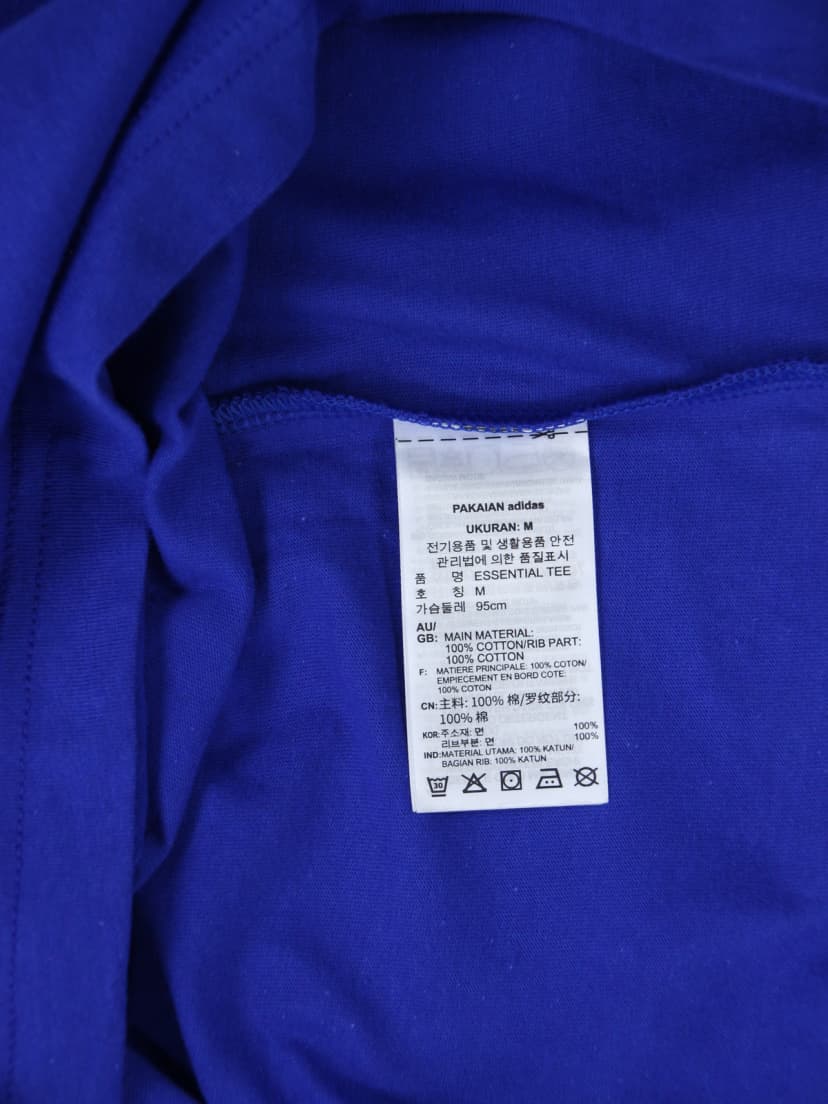 PAKAIAN adidas
UKURAN: M
전기용품 및 생활용품 안전
관리법에 의한 품질표시
품 명 ESSENTIAL TEE
호 칭 M
가슴둘레 95cm
AU/
GB: MAIN MATERIAL:
100% COTTON/RIB PART:
100% COTTON
F: MATIERE PRINCIPALE: 100% COTON/
EMPIECEMENT EN BORD COTE:
100% COTON
CN: 主料: 100% 棉/罗纹部分:
100% 棉
KOR: 주소재: 면 100%
리브부분: 면 100%
IND: MATERIAL UTAMA: 100% KATUN/
BAGIAN RIB: 100% KATUN
30